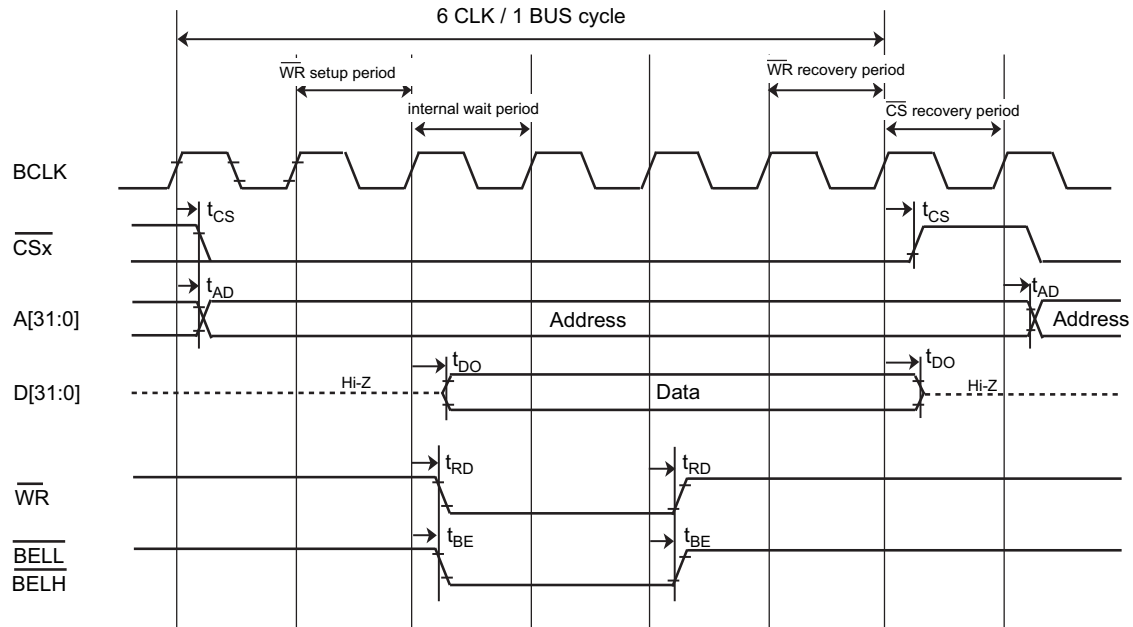 6 CLK / 1 BUS cycle
WR setup period
WR recovery period
internal wait period
CS recovery period
BCLK
tCS
tCS
CSx
tAD
tAD
A[31:0]
Address
Address
tDO
tDO
D[31:0]
Hi-Z
Data
Hi-Z
tRD
tRD
WR
tBE
tBE
BELL
BELH